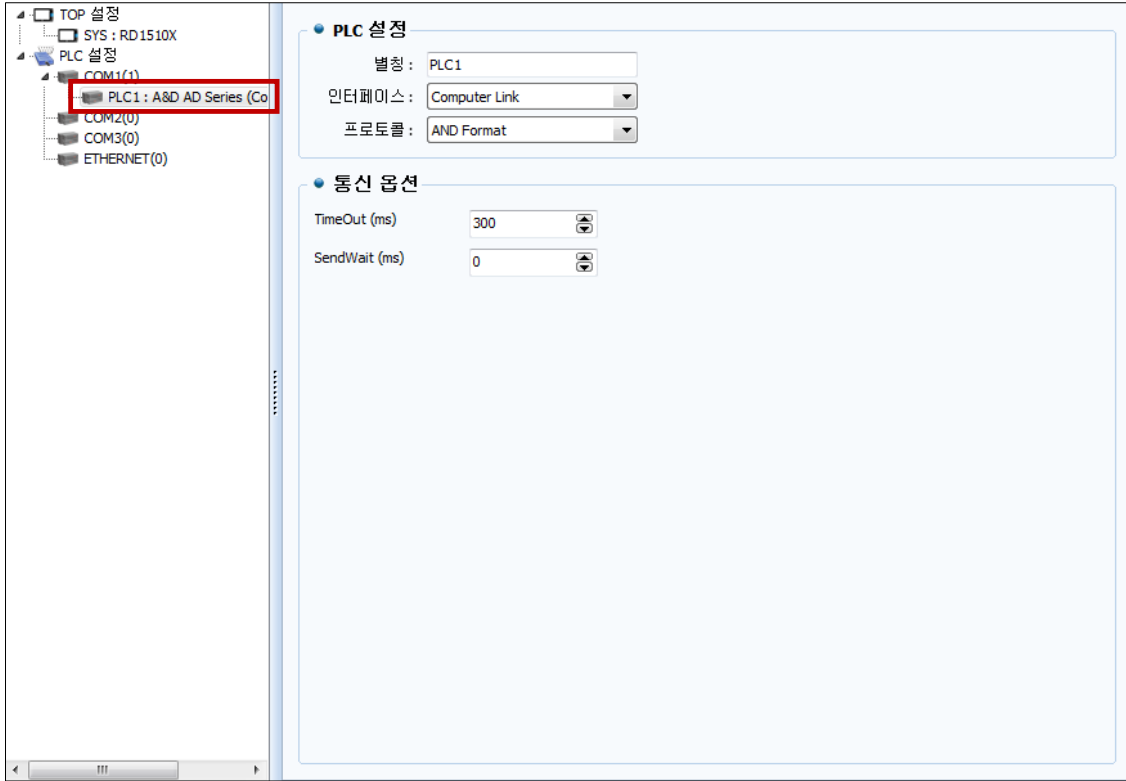 TOP 설정
SYS : RD1510X
PLC 설정
COM1(1)
PLC1 : A&D AD Series (Co
COM2(0)
COM3(0)
ETHERNET(0)
PLC 설정
별칭 : PLC1
인터페이스 : Computer Link
프로토콜 : AND Format
통신 옵션
TimeOut (ms) 300
SendWait (ms) 0